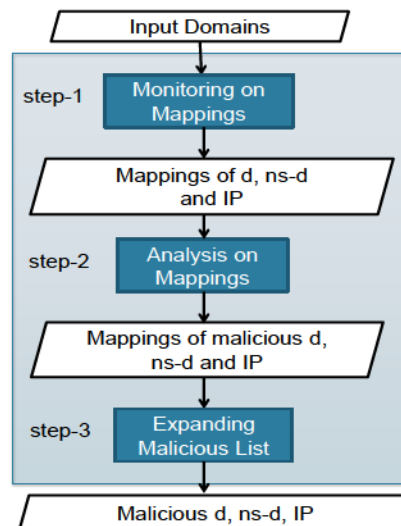 Input Domains
step-1
Monitoring on
Mappings
Mappings of d, ns-d
and IP
step-2
Analysis on
Mappings
Mappings of malicious d,
ns-d and IP
step-3
Expanding
Malicious List
Malicious d, ns-d, IP